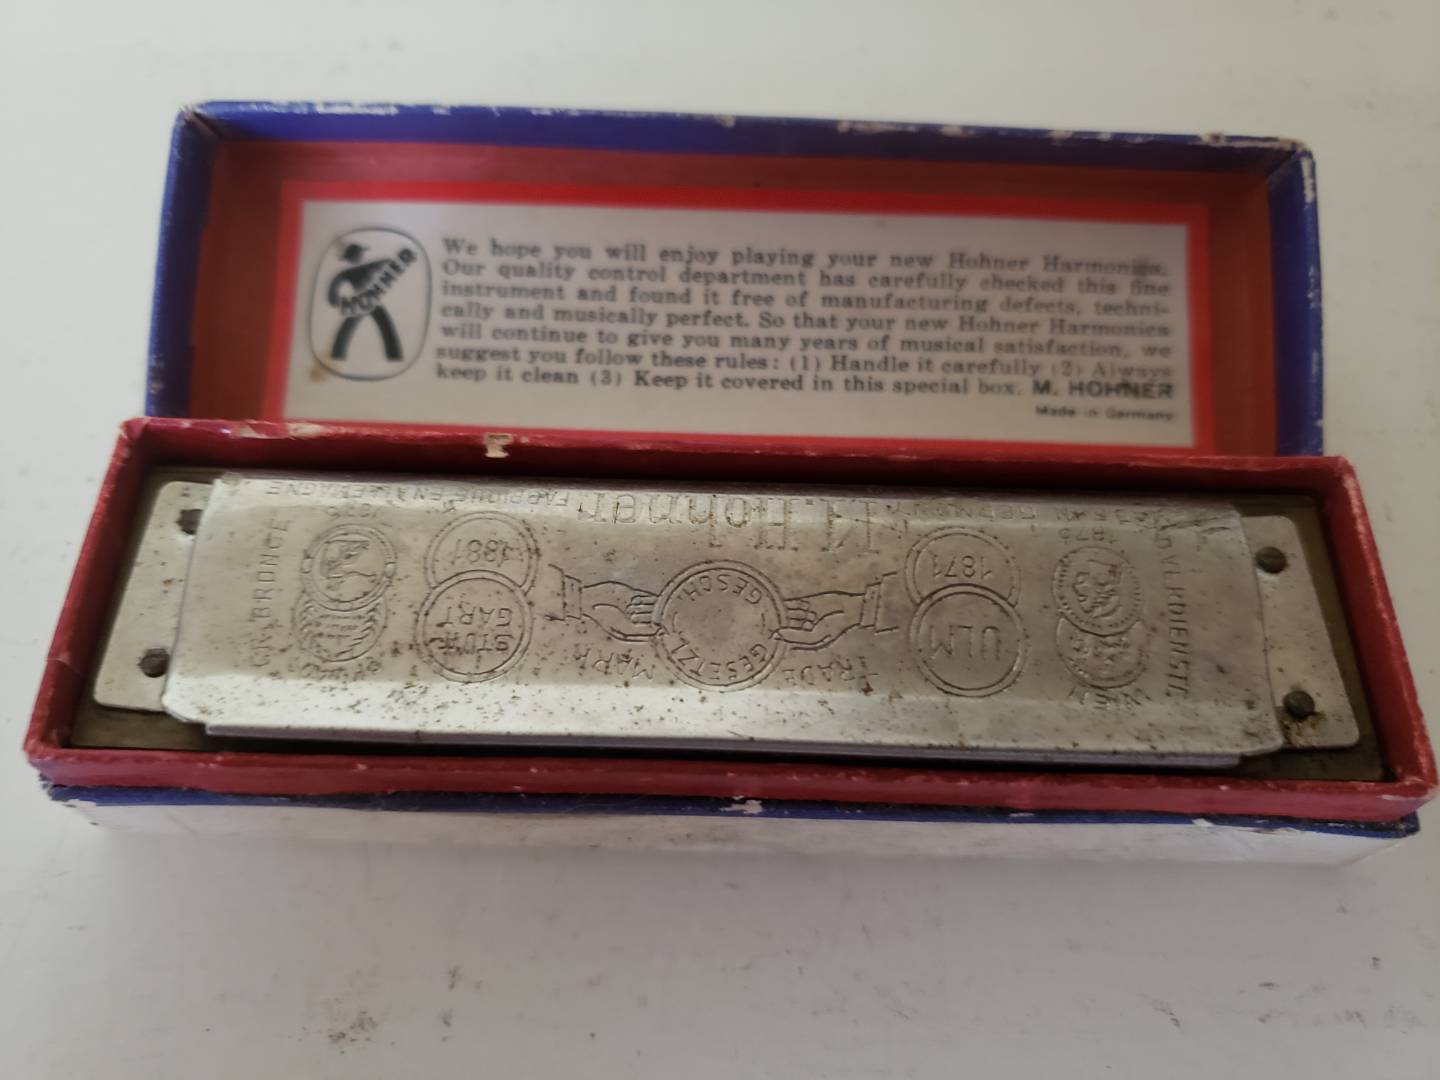 HOHNER
We hope you will enjoy playing your new Hohner Harmonica.
Our quality control department has carefully checked this fine
instrument and found it free of manufacturing defects, techni-
cally and musically perfect. So that your new Hohner Harmonica
will continue to give you many years of musical satisfaction, we
suggest you follow these rules: (1) Handle it carefully (2) Always
keep it clean (3) Keep it covered in this special box. M. HOHNER
Made in Germany
M. Hohner
FABRIQUE EN ALLEMAGNE
1881
STUTT-
GART
GESETZL.
GESCH.
TRADE MARK
1871
ULM